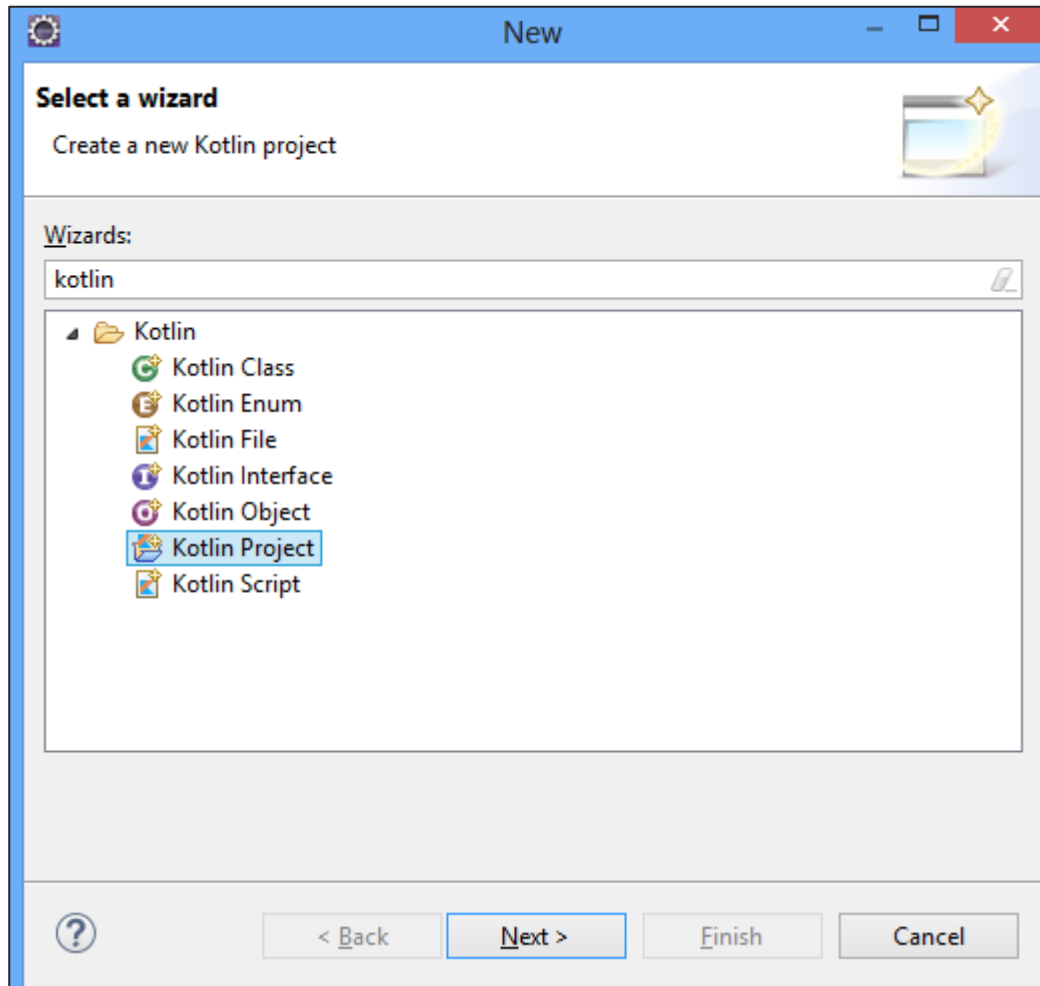 New
Select a wizard
Create a new Kotlin project
Wizards:
kotlin
Kotlin
Kotlin Class
Kotlin Enum
Kotlin File
Kotlin Interface
Kotlin Object
Kotlin Project
Kotlin Script
< Back Next > Finish Cancel